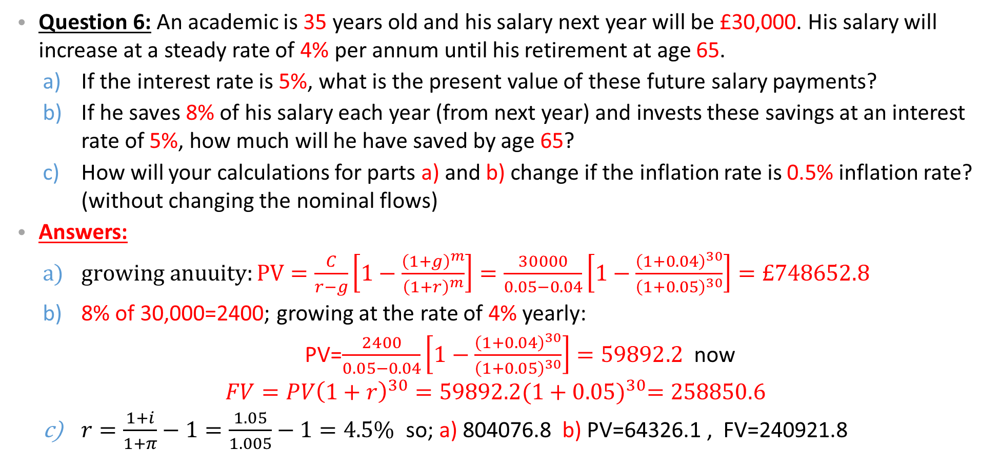 • Question 6: An academic is 35 years old and his salary next year will be £30,000. His salary will
increase at a steady rate of 4% per annum until his retirement at age 65.
a) If the interest rate is 5%, what is the present value of these future salary payments?
b) If he saves 8% of his salary each year (from next year) and invests these savings at an interest
rate of 5%, how much will he have saved by age 65?
c) How will your calculations for parts a) and b) change if the inflation rate is 0.5% inflation rate?
(without changing the nominal flows)
• Answers:
a) growing anuuity: PV = \frac{C}{r-g}\left[1 - \frac{(1+g)^m}{(1+r)^m}\right] = \frac{30000}{0.05-0.04}\left[1 - \frac{(1+0.04)^{30}}{(1+0.05)^{30}}\right] = £748652.8
b) 8% of 30,000=2400; growing at the rate of 4% yearly:
PV=\frac{2400}{0.05-0.04}\left[1 - \frac{(1+0.04)^{30}}{(1+0.05)^{30}}\right] = 59892.2 now
FV = PV(1 + r)^{30} = 59892.2(1 + 0.05)^{30}= 258850.6
c) r = \frac{1+i}{1+π} − 1 = \frac{1.05}{1.005} − 1 = 4.5% so; a) 804076.8 b) PV=64326.1 , FV=240921.8